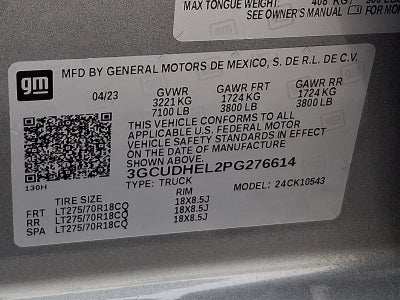 MAX TONGUE WEIGHT: 408 KG
SEE OWNER'S MANUAL FOR MOR
gm
MFD BY GENERAL MOTORS DE MEXICO, S. DE R.L. DE C.V.
04/23 GVWR GAWR FRT GAWR RR
3221 KG 1724 KG 1724 KG
7100 LB 3800 LB 3800 LB
THIS VEHICLE CONFORMS TO ALL APPLICABLE
U.S. FEDERAL MOTOR
VEHICLE SAFETY STANDARDS IN EFFECT
ON THE DATE OF MANUFACTURE
SHOWN ABOVE.
3GCUDHEL2PG276614
TYPE: TRUCK MODEL: 24CK10543
130H
TIRE SIZE RIM
FRT LT275/70R18CQ 18X8.5J
RR LT275/70R18CQ 18X8.5J
SPA LT275/70R18CQ 18X8.5J